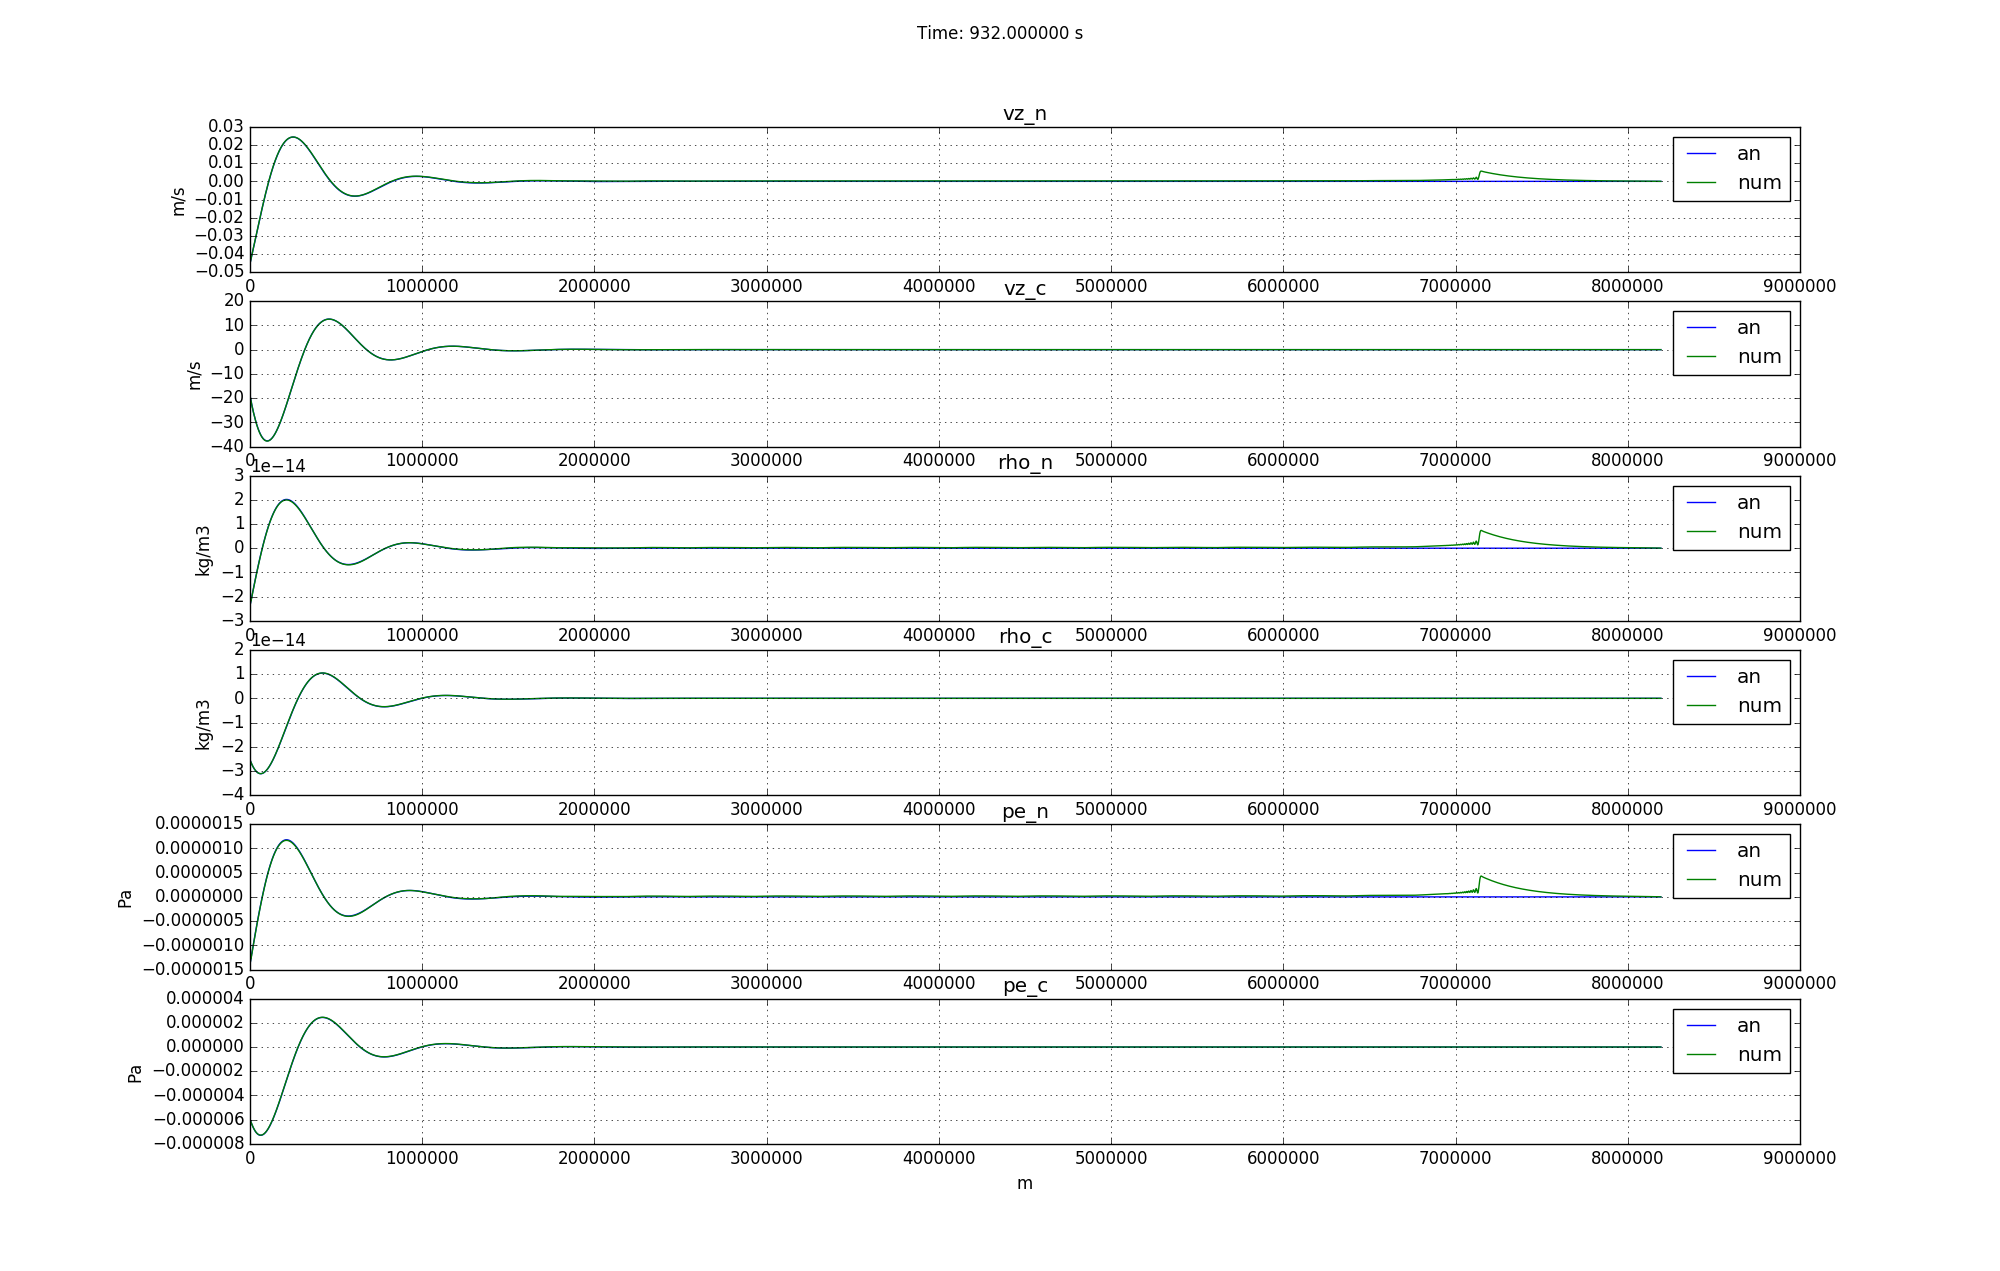 Time: 932.000000 s
vz_n
0.03
0.02
0.01
0.00
−0.01
−0.02
−0.03
−0.04
−0.05
m/s
an
num
0 1000000 2000000 3000000 4000000 5000000 6000000 7000000 8000000 9000000
vz_c
20
10
0
−10
−20
−30
−40
m/s
an
num
0 1000000 2000000 3000000 4000000 5000000 6000000 7000000 8000000 9000000
1e−14
rho_n
3
2
1
0
−1
−2
−3
kg/m3
an
num
0 1000000 2000000 3000000 4000000 5000000 6000000 7000000 8000000 9000000
1e−14
rho_c
2
1
0
−1
−2
−3
−4
kg/m3
an
num
0 1000000 2000000 3000000 4000000 5000000 6000000 7000000 8000000 9000000
pe_n
0.0000015
0.0000010
0.0000005
0.0000000
−0.0000005
−0.0000010
−0.0000015
Pa
an
num
0 1000000 2000000 3000000 4000000 5000000 6000000 7000000 8000000 9000000
pe_c
0.000004
0.000002
0.000000
−0.000002
−0.000004
−0.000006
−0.000008
Pa
an
num
0 1000000 2000000 3000000 4000000 5000000 6000000 7000000 8000000 9000000
m